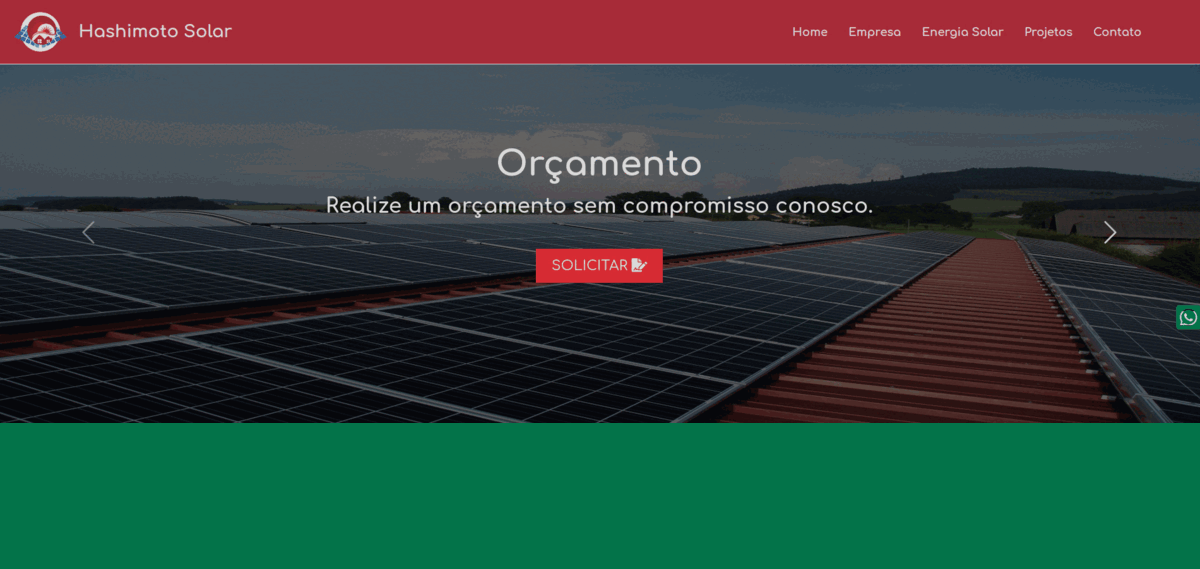 Hashimoto Solar
Home
Empresa
Energia Solar
Projetos
Contato
Orçamento
Realize um orçamento sem compromisso conosco.
SOLICITAR